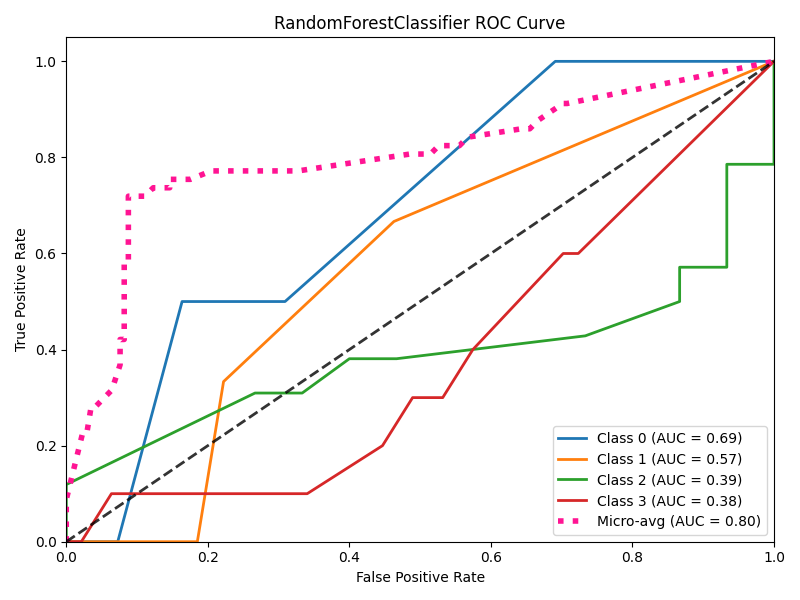 RandomForestClassifier ROC Curve
True Positive Rate
1.0
0.8
0.6
0.4
0.2
0.0
0.0 0.2 0.4 0.6 0.8 1.0
False Positive Rate
Class 0 (AUC = 0.69)
Class 1 (AUC = 0.57)
Class 2 (AUC = 0.39)
Class 3 (AUC = 0.38)
Micro-avg (AUC = 0.80)